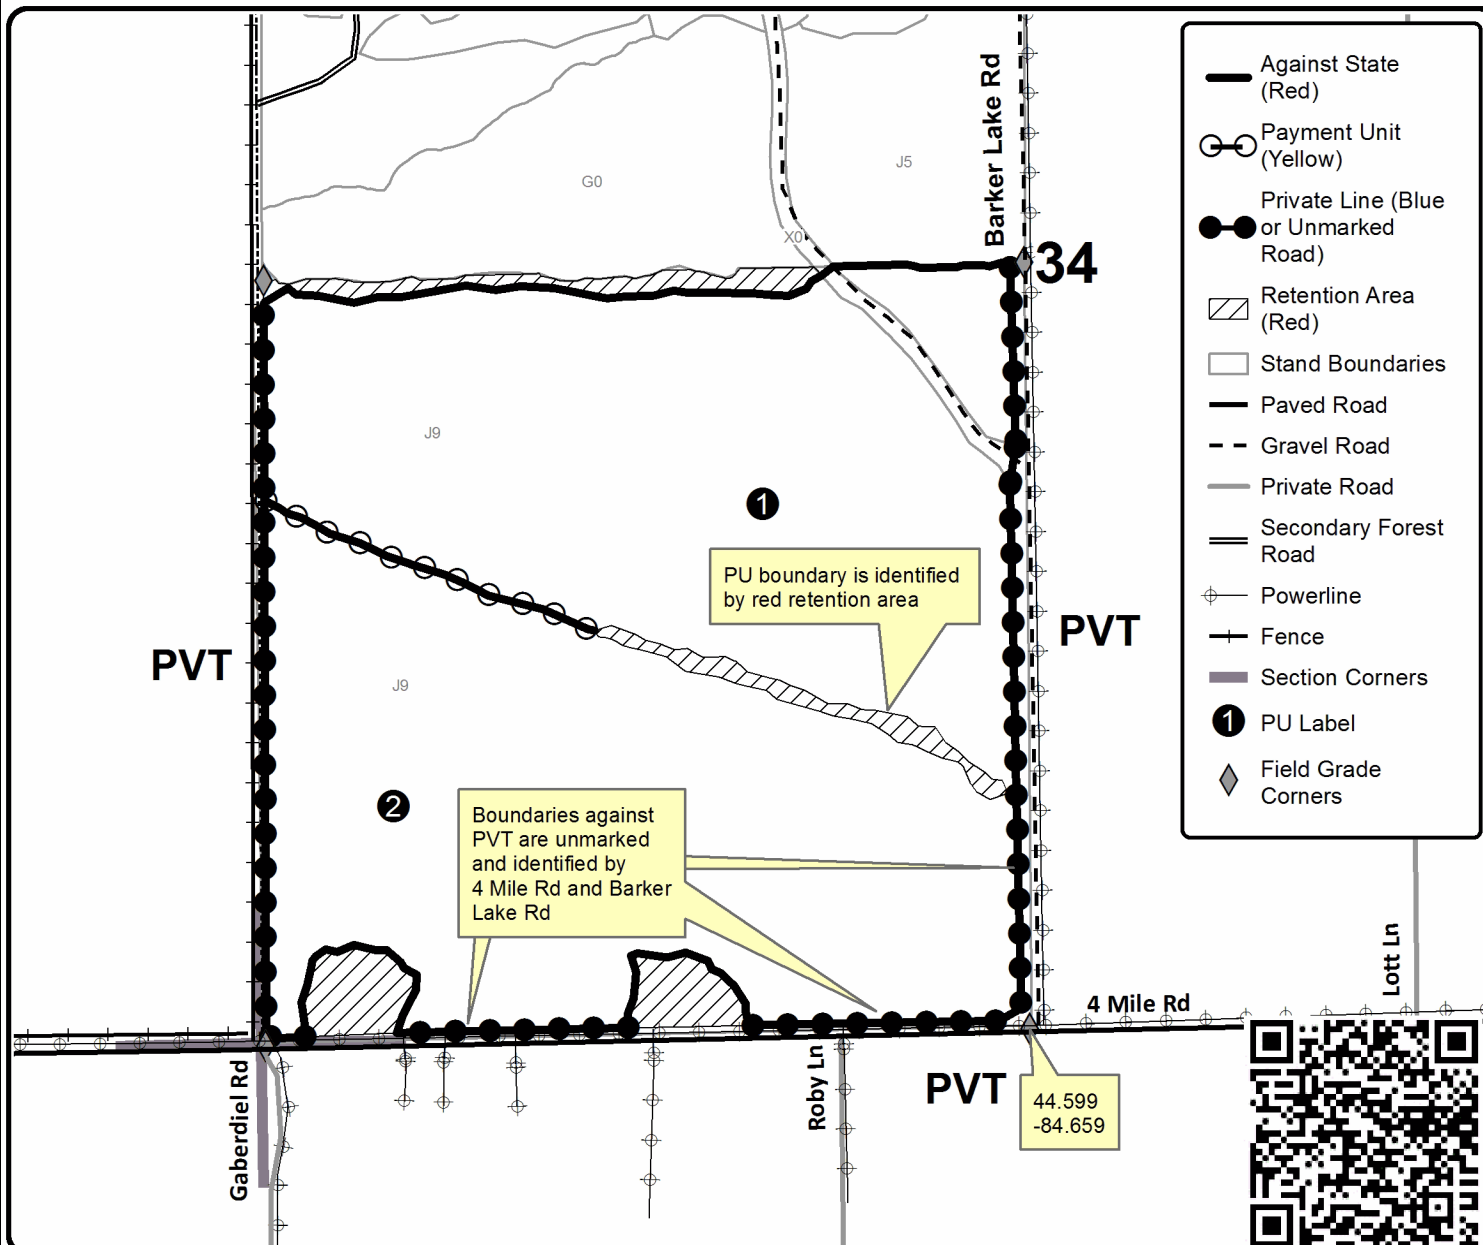 Barker Lake Rd
J5
G0
X0
34
J9
1
PU boundary is identified
by red retention area
PVT
PVT
J9
2
Boundaries against
PVT are unmarked
and identified by
4 Mile Rd and Barker
Lake Rd
4 Mile Rd
Lott Ln
Gaberdiel Rd
Roby Ln
PVT
44.599
-84.659
Against State
(Red)
Payment Unit
(Yellow)
Private Line (Blue
or Unmarked
Road)
Retention Area
(Red)
Stand Boundaries
Paved Road
Gravel Road
Private Road
Secondary Forest
Road
Powerline
Fence
Section Corners
1 PU Label
Field Grade
Corners